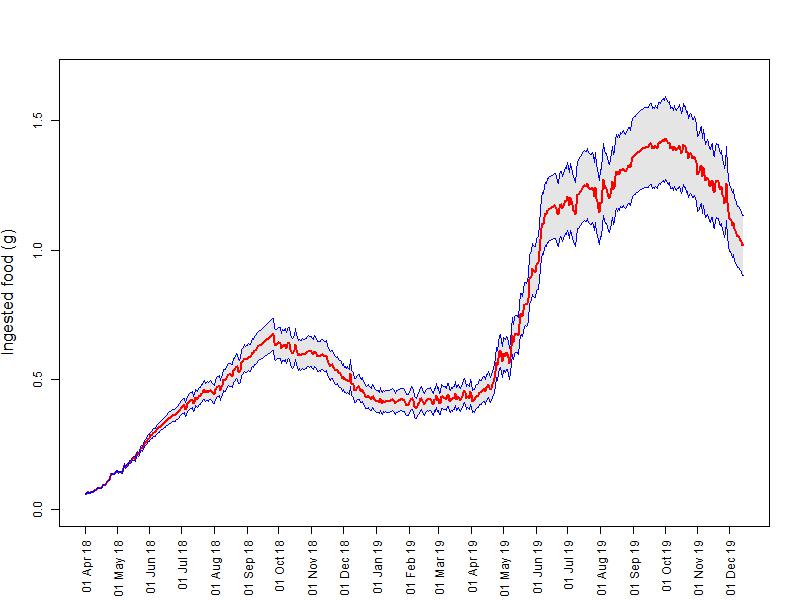 Ingested food (g)
1.5
1.0
0.5
0.0
01 Apr 18
01 May 18
01 Jun 18
01 Jul 18
01 Aug 18
01 Sep 18
01 Oct 18
01 Nov 18
01 Dec 18
01 Jan 19
01 Feb 19
01 Mar 19
01 Apr 19
01 May 19
01 Jun 19
01 Jul 19
01 Aug 19
01 Sep 19
01 Oct 19
01 Nov 19
01 Dec 19